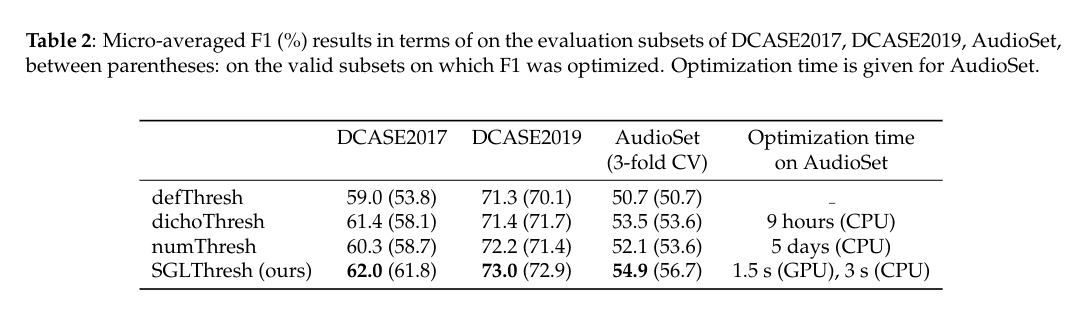 Table 2: Micro-averaged F1 (%) results in terms of on the evaluation subsets of DCASE2017, DCASE2019, AudioSet,
between parentheses: on the valid subsets on which F1 was optimized. Optimization time is given for AudioSet.
DCASE2017 DCASE2019 AudioSet Optimization time
(3-fold CV) on AudioSet
defThresh 59.0 (53.8) 71.3 (70.1) 50.7 (50.7) _
dichoThresh 61.4 (58.1) 71.4 (71.7) 53.5 (53.6) 9 hours (CPU)
numThresh 60.3 (58.7) 72.2 (71.4) 52.1 (53.6) 5 days (CPU)
SGLThresh (ours) 62.0 (61.8) 73.0 (72.9) 54.9 (56.7) 1.5 s (GPU), 3 s (CPU)